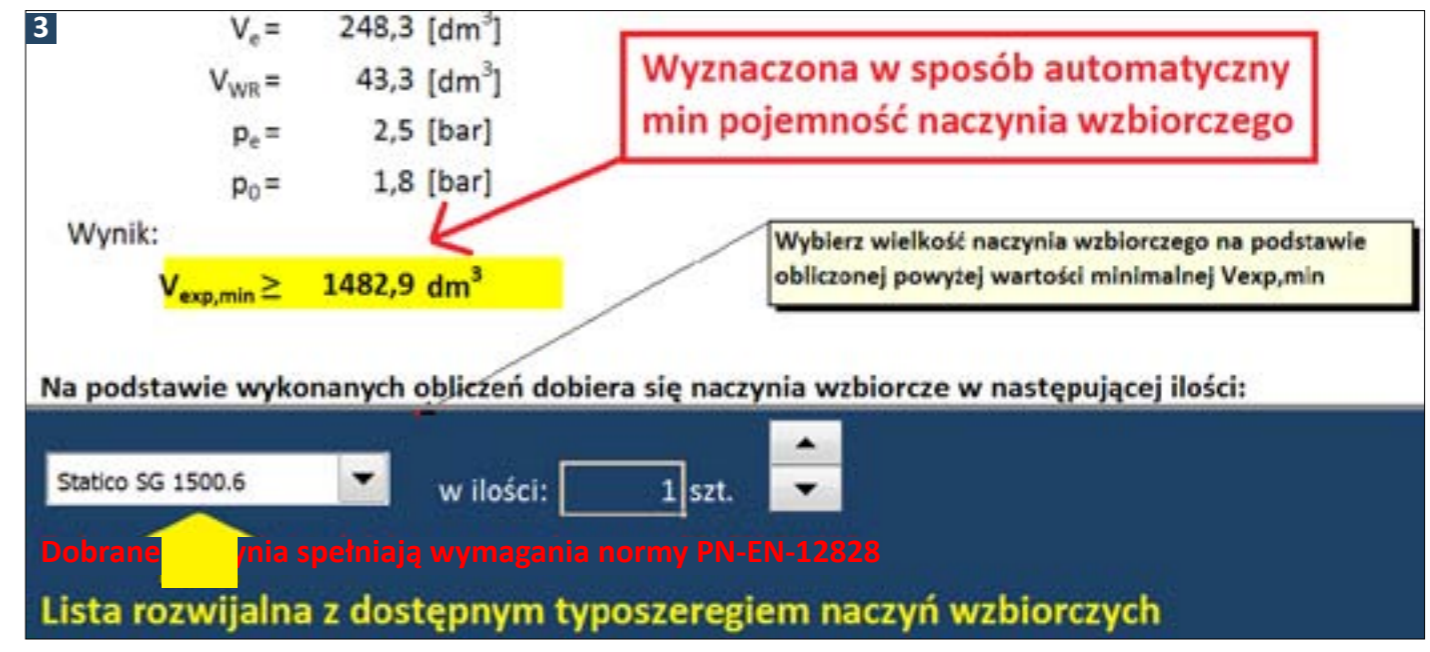 3
Ve= 248,3 [dm³]
VWR= 43,3 [dm³]
pe= 2,5 [bar]
p0= 1,8 [bar]
Wyznaczona w sposób automatyczny
min pojemność naczynia wzbiorczego
Wynik:
Vexp,min ≥ 1482,9 dm³
Wybierz wielkość naczynia wzbiorczego na podstawie
obliczonej powyżej wartości minimalnej Vexp,min
Na podstawie wykonanych obliczeń dobiera się naczynia wzbiorcze w następującej ilości:
Statico SG 1500.6
w ilości: 1 szt.
Dobrane ynia spełniają wymagania normy PN-EN-12828
Lista rozwijalna z dostępnym typoszeregiem naczyń wzbiorczych